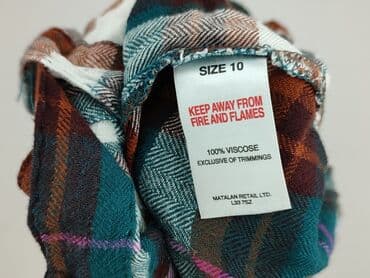 SIZE 10
KEEP AWAY FROM
FIRE AND FLAMES
100% VISCOSE
EXCLUSIVE OF TRIMMINGS
MATALAN RETAIL LTD.
L33 7SZ